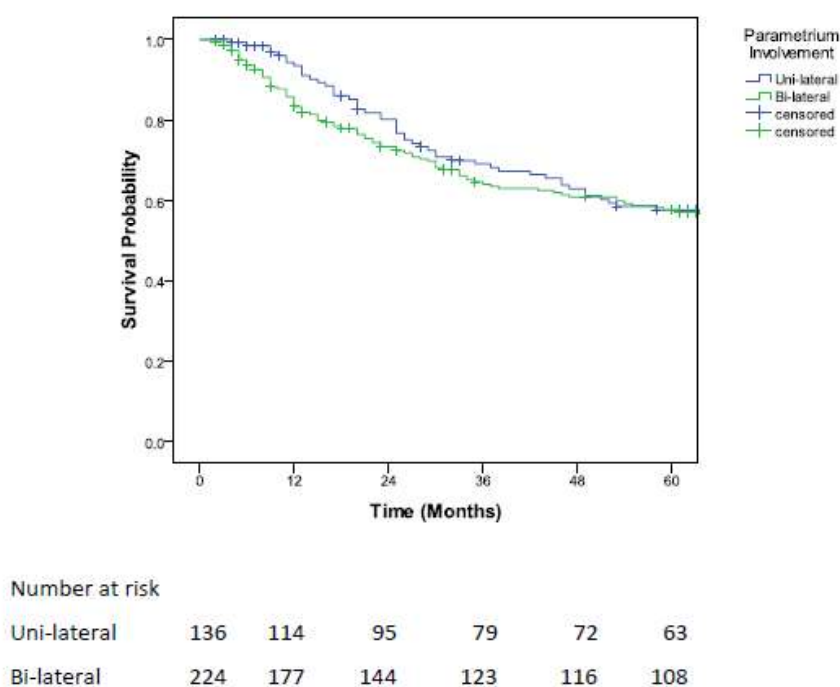 Parametrium
Involvement
Uni-lateral
Bi-lateral
censored
censored
1.0
0.8
0.6
0.4
0.2
0.0
Survival Probability
0 12 24 36 48 60
Time (Months)
Number at risk
Uni-lateral 136 114 95 79 72 63
Bi-lateral 224 177 144 123 116 108